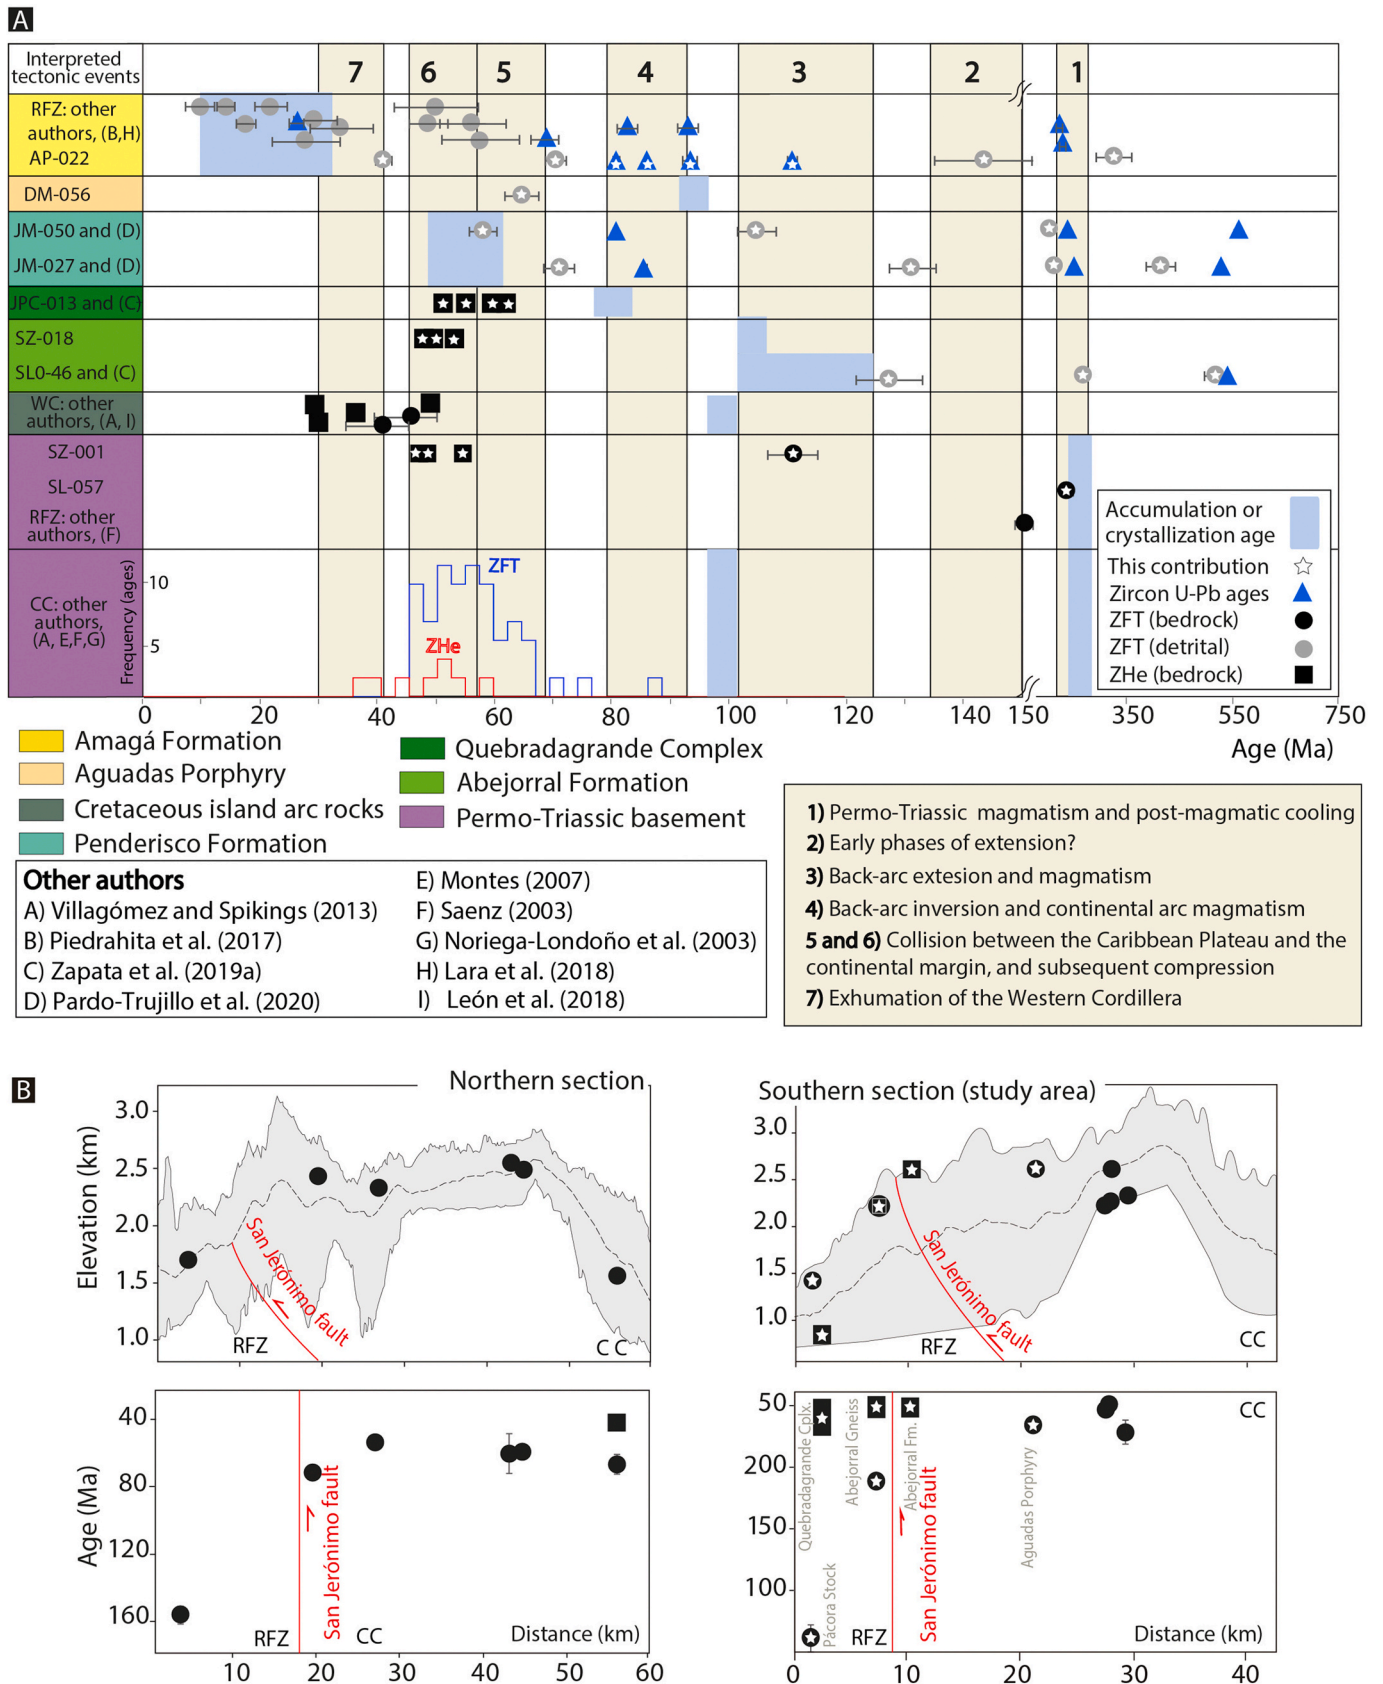 A
Interpreted
tectonic events
7 6 5 4 3 2 1
RFZ: other
authors, (B,H)
AP-022
DM-056
JM-050 and (D)
JM-027 and (D)
JPC-013 and (C)
SZ-018
SL0-46 and (C)
WC: other
authors, (A, I)
SZ-001
SL-057
RFZ: other
authors, (F)
CC: other
authors,
(A, E,F,G)
Frequency (ages)
10
5
ZFT
ZHe
Accumulation or
crystallization age
This contribution
Zircon U-Pb ages
ZFT (bedrock)
ZFT (detrital)
ZHe (bedrock)
0 20 40 60 80 100 120 140 150 350 550 750
Age (Ma)
Amagá Formation
Aguadas Porphyry
Cretaceous island arc rocks
Penderisco Formation
Quebradagrande Complex
Abejorral Formation
Permo-Triassic basement
Other authors
A) Villagómez and Spikings (2013)
B) Piedrahita et al. (2017)
C) Zapata et al. (2019a)
D) Pardo-Trujillo et al. (2020)
E) Montes (2007)
F) Saenz (2003)
G) Noriega-Londoño et al. (2003)
H) Lara et al. (2018)
I) León et al. (2018)
1) Permo-Triassic magmatism and post-magmatic cooling
2) Early phases of extension?
3) Back-arc extesion and magmatism
4) Back-arc inversion and continental arc magmatism
5 and 6) Collision between the Caribbean Plateau and the
continental margin, and subsequent compression
7) Exhumation of the Western Cordillera
B
Northern section
Elevation (km)
3.0
2.5
2.0
1.5
1.0
San Jerónimo fault
RFZ
C C
Southern section (study area)
3.0
2.5
2.0
1.5
1.0
San Jerónimo fault
RFZ
CC
Age (Ma)
40
80
120
160
San Jerónimo fault
RFZ
CC
Distance (km)
10 20 30 40 50 60
50
200
150
100
Quebradagrande Cplx.
Pácora Stock
Abejorral Gneiss
Abejorral Fm.
San Jerónimo fault
Aguadas Porphyry
CC
RFZ
Distance (km)
0 10 20 30 40